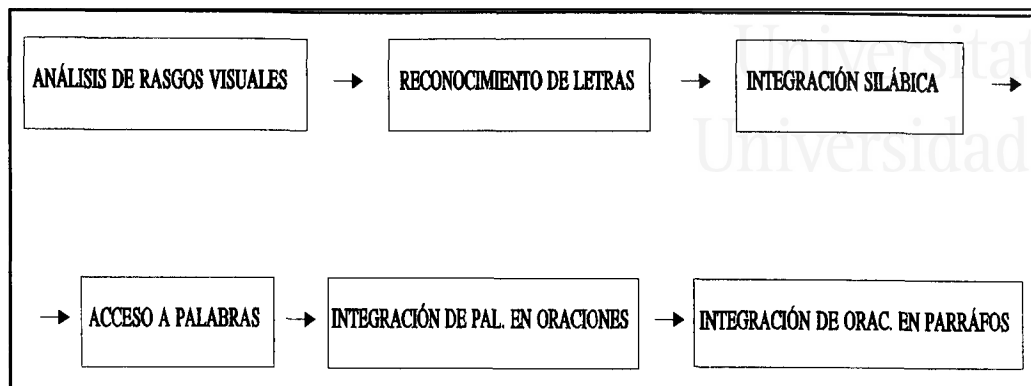 Universitat
ANÁLISIS DE RASGOS VISUALES → RECONOCIMIENTO DE LETRAS → INTEGRACIÓN SILÁBICA →
Universidad
→ ACCESO A PALABRAS → INTEGRACIÓN DE PAL. EN ORACIONES → INTEGRACIÓN DE ORAC. EN PARRÁFOS